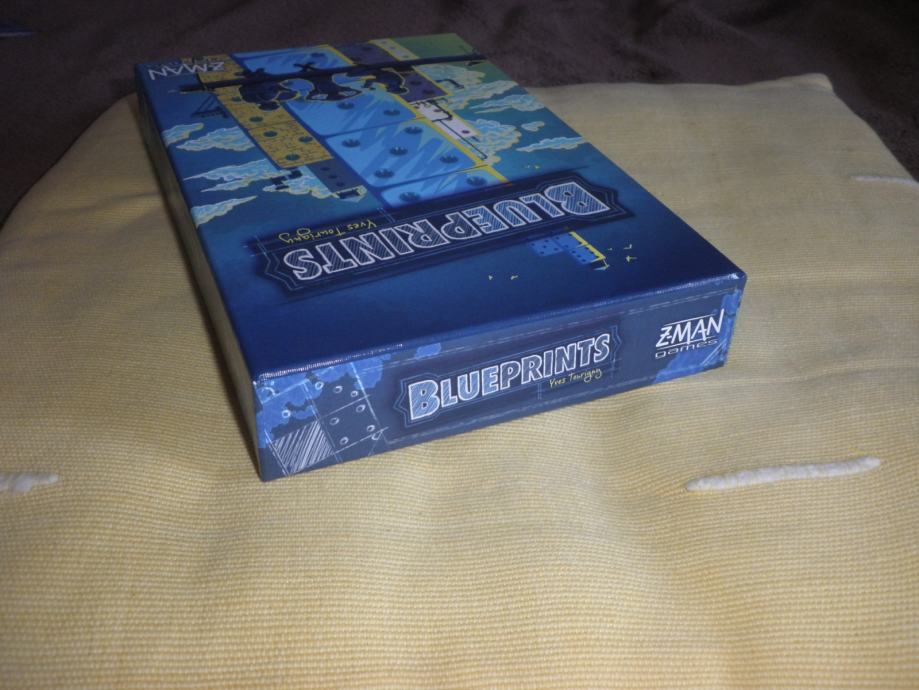 Z-MAN
BLUEPRINTS
Yves Tourigny
BLUEPRINTS
Yves Tourigny
Z-MAN
games